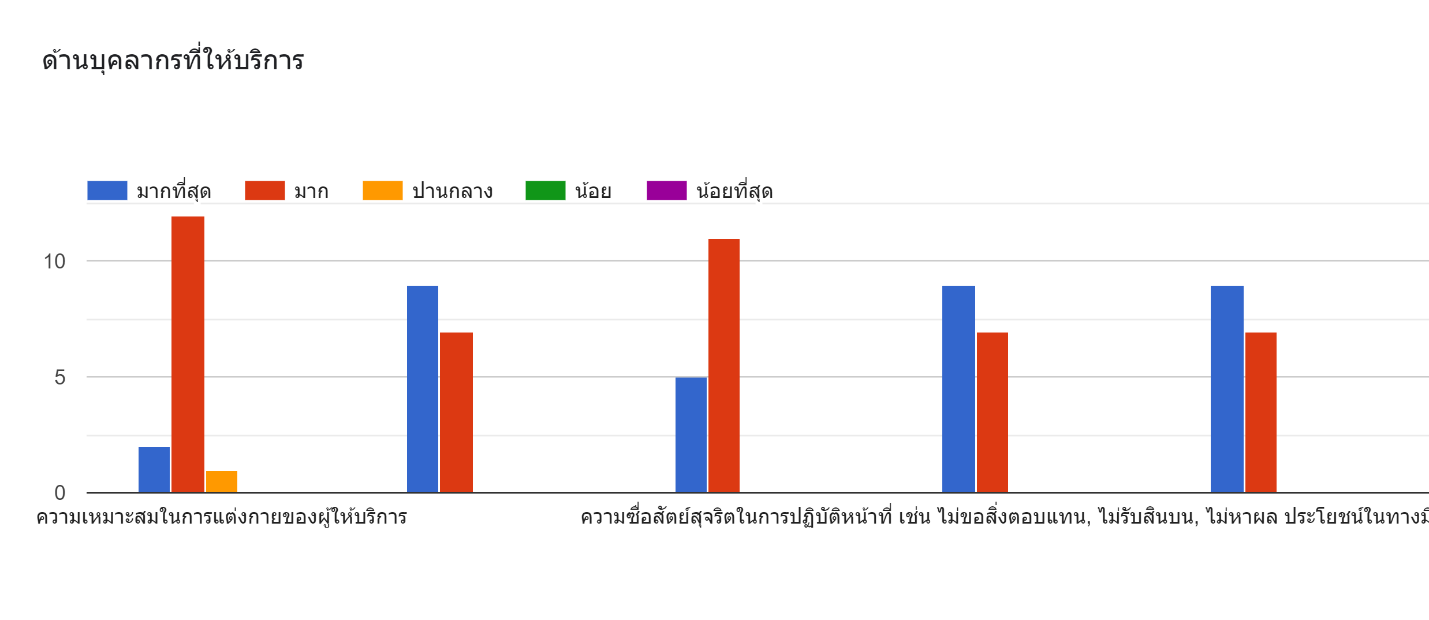 ด้านบุคลากรที่ให้บริการ
มากที่สุด มาก ปานกลาง น้อย น้อยที่สุด
10
5
0
ความเหมาะสมในการแต่งกายของผู้ให้บริการ ความซื่อสัตย์สุจริตในการปฏิบัติหน้าที่ เช่น ไม่ขอสิ่งตอบแทน, ไม่รับสินบน, ไม่หาผล ประโยชน์ในทาง